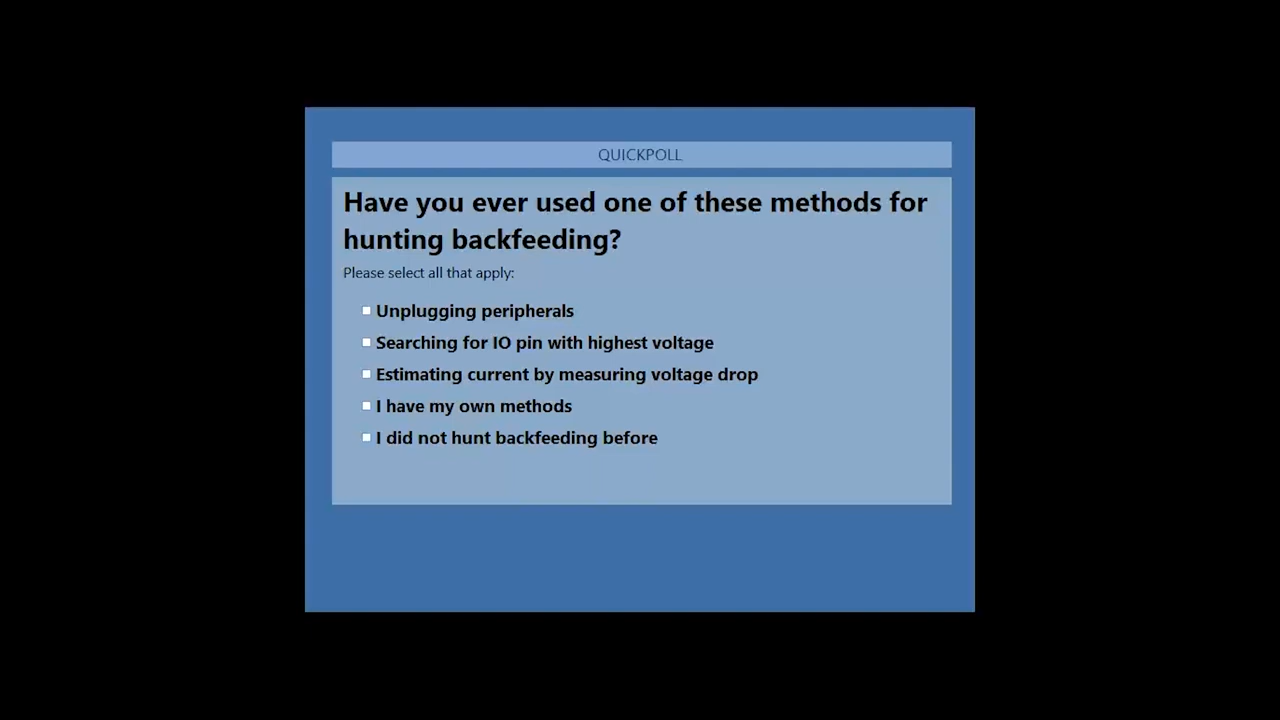 QUICKPOLL
Have you ever used one of these methods for
hunting backfeeding?
Please select all that apply:
Unplugging peripherals
Searching for IO pin with highest voltage
Estimating current by measuring voltage drop
I have my own methods
I did not hunt backfeeding before